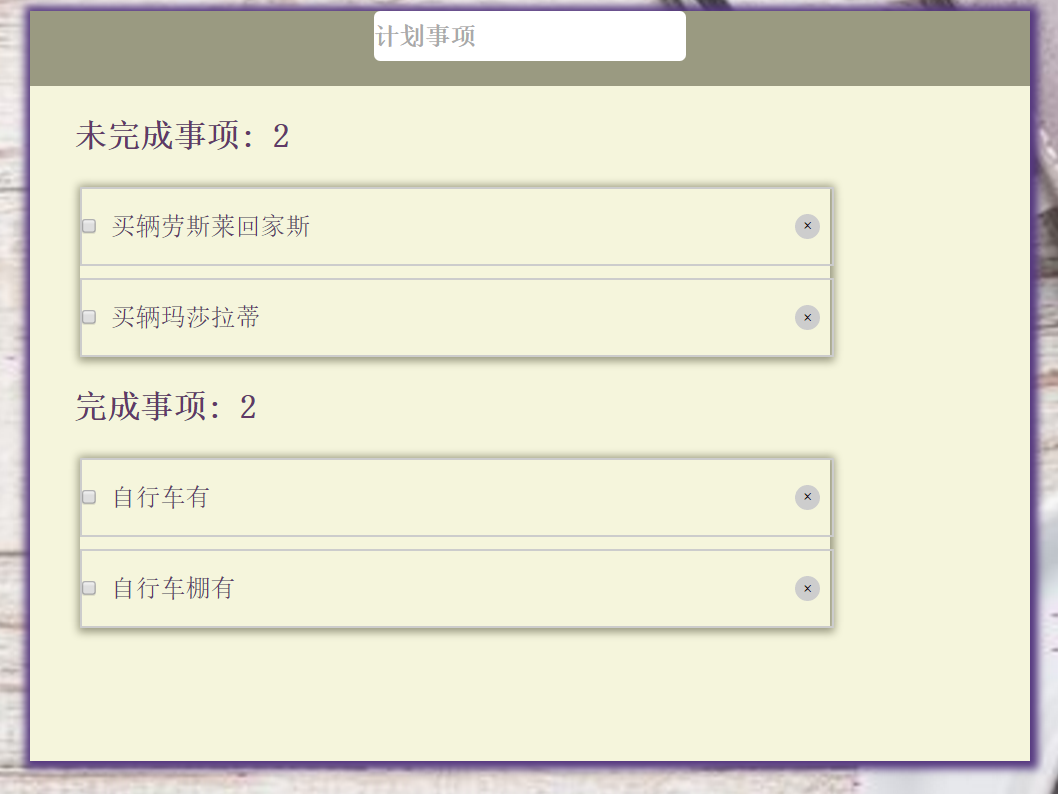 计划事项
未完成事项: 2
买辆劳斯莱回家斯
×
买辆玛莎拉蒂
×
完成事项: 2
自行车有
×
自行车棚有
×